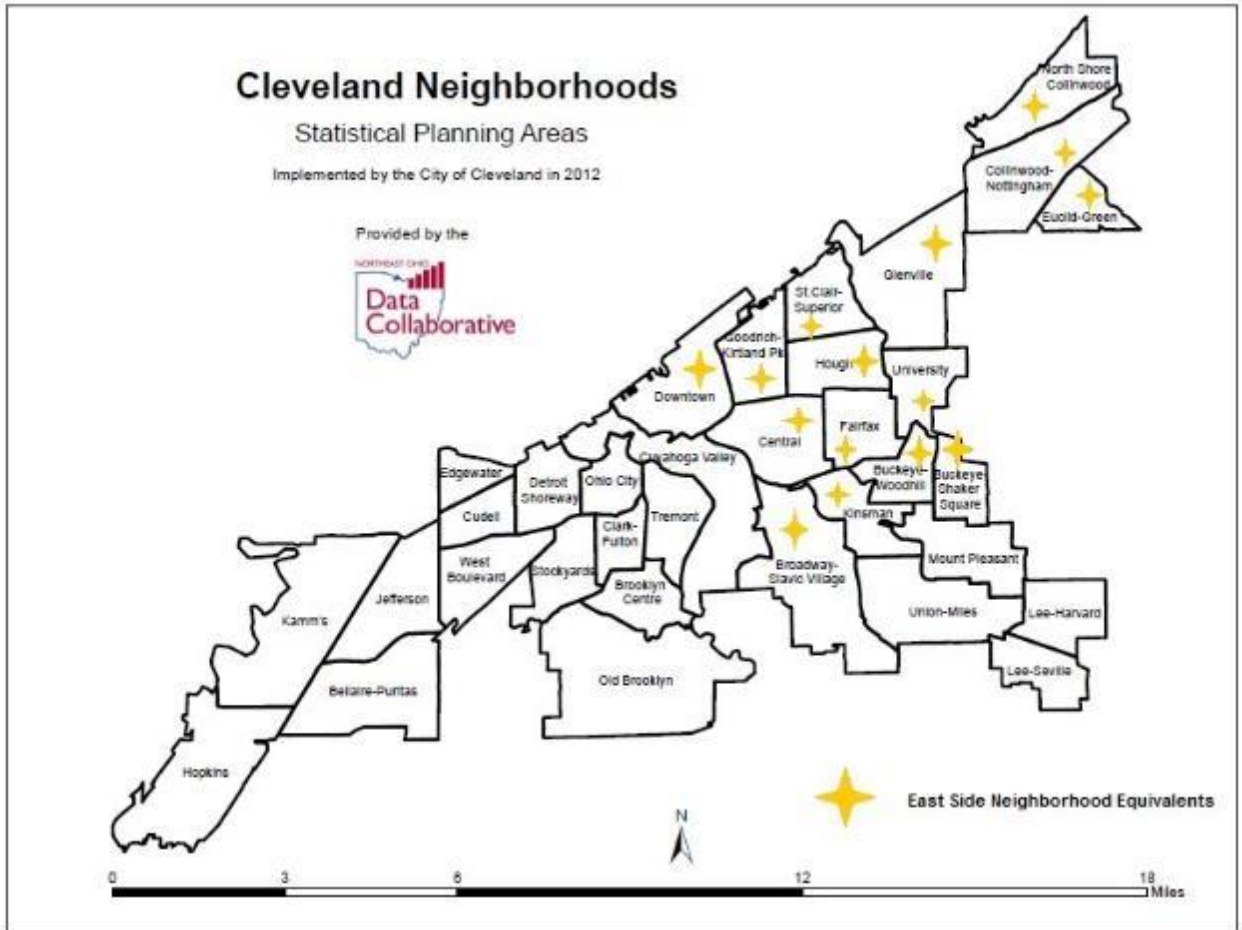 Cleveland Neighborhoods
Statistical Planning Areas
Implemented by the City of Cleveland in 2012
Provided by the
NORTHEAST OHIO
Data
Collaborative
North Shore
Collinwood
Collinwood-
Nottingham
Euclid-Green
Glenville
St.Clair-
Superior
Goodrich-
Kirtland Pk
Hough
University
Downtown
Central
Fairfax
Cuyahoga Valley
Buckeye-
Woodhill
Buckeye-
Shaker
Square
Edgewater
Detroit
Shoreway
Ohio City
Cudell
Clark-
Fulton
Tremont
Kinsman
Mount Pleasant
West
Boulevard
Stockyards
Broadway-
Slavic Village
Brooklyn
Centre
Jefferson
Kamm's
Union-Miles
Lee-Harvard
Lee-Seville
Old Brooklyn
Bellaire-Puritas
Hopkins
East Side Neighborhood Equivalents
N
0 3 6 12 18
Miles